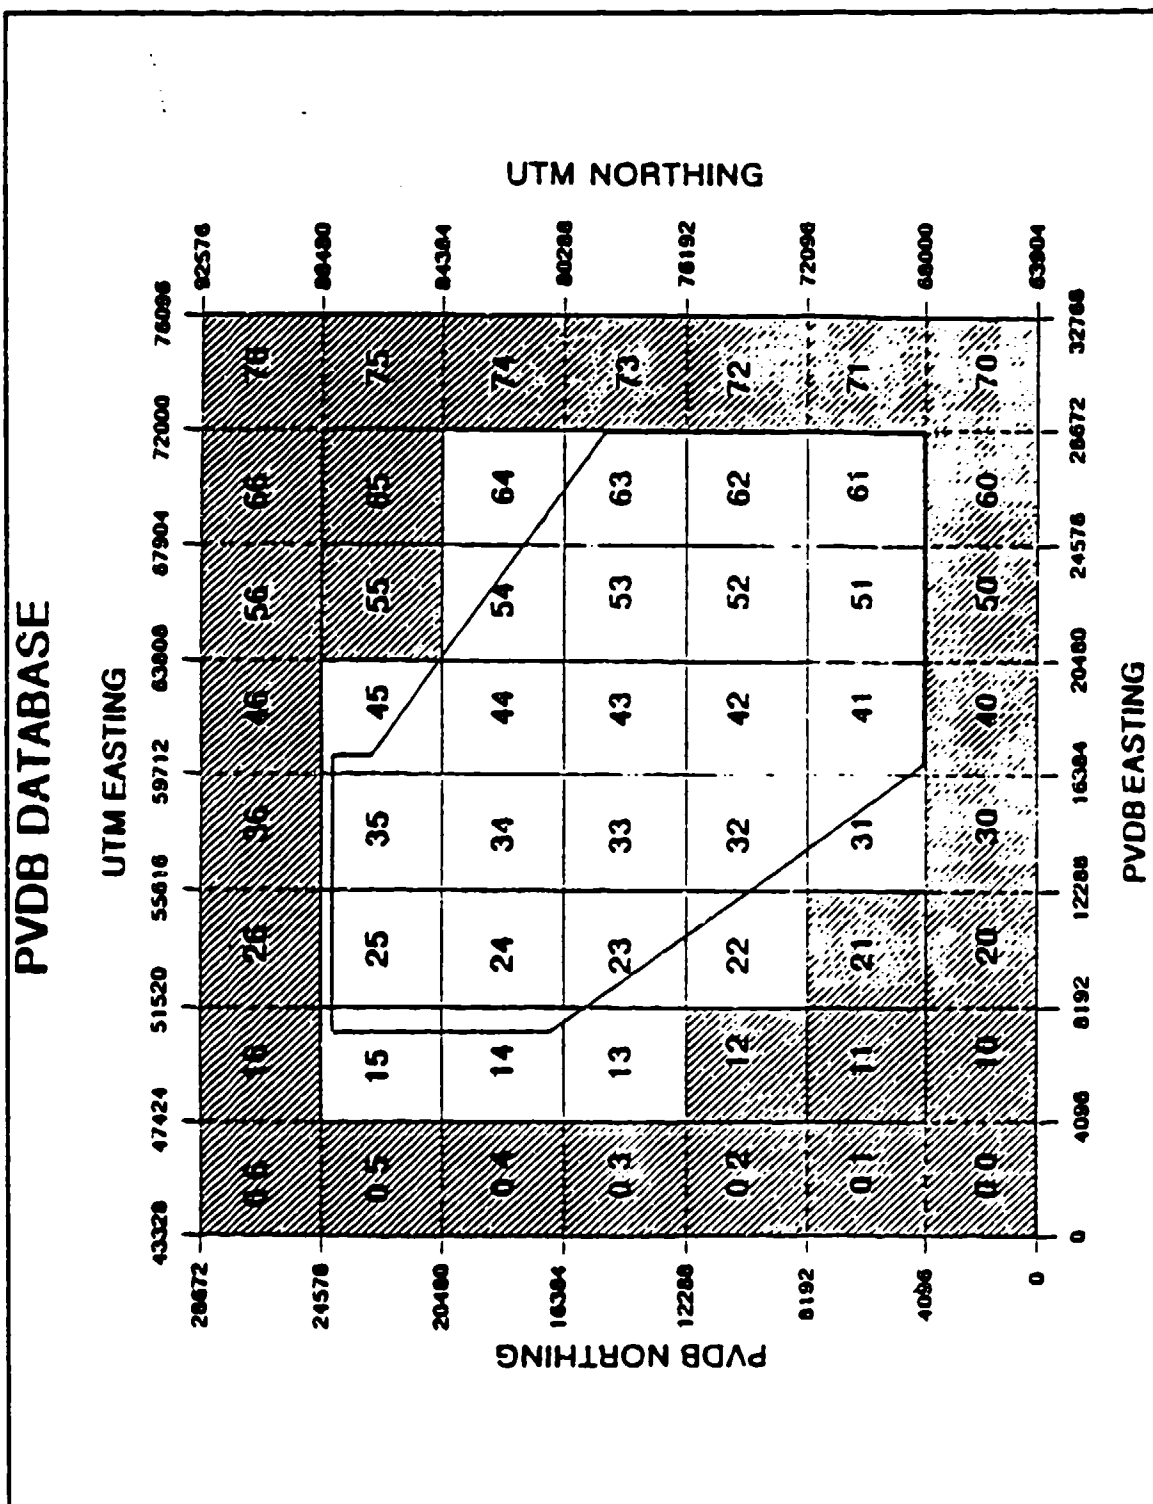 PVDB DATABASE
UTM EASTING
43328 47424 51520 55616 59712 63808 67904 72000 76096
28672 92576
06 16 26 36 46 56 66 76
24576 88480
05 15 25 35 45 55 65 75
20480 84384
04 14 24 34 44 54 64 74
16384 80288
03 13 23 33 43 53 63 73
12288 76192
02 12 22 32 42 52 62 72
8192 72096
01 11 21 31 41 51 61 71
4096 68000
00 10 20 30 40 50 60 70
0 63904
PVDB NORTHING
UTM NORTHING
0 4096 8192 12288 16384 20480 24576 28672 32768
PVDB EASTING